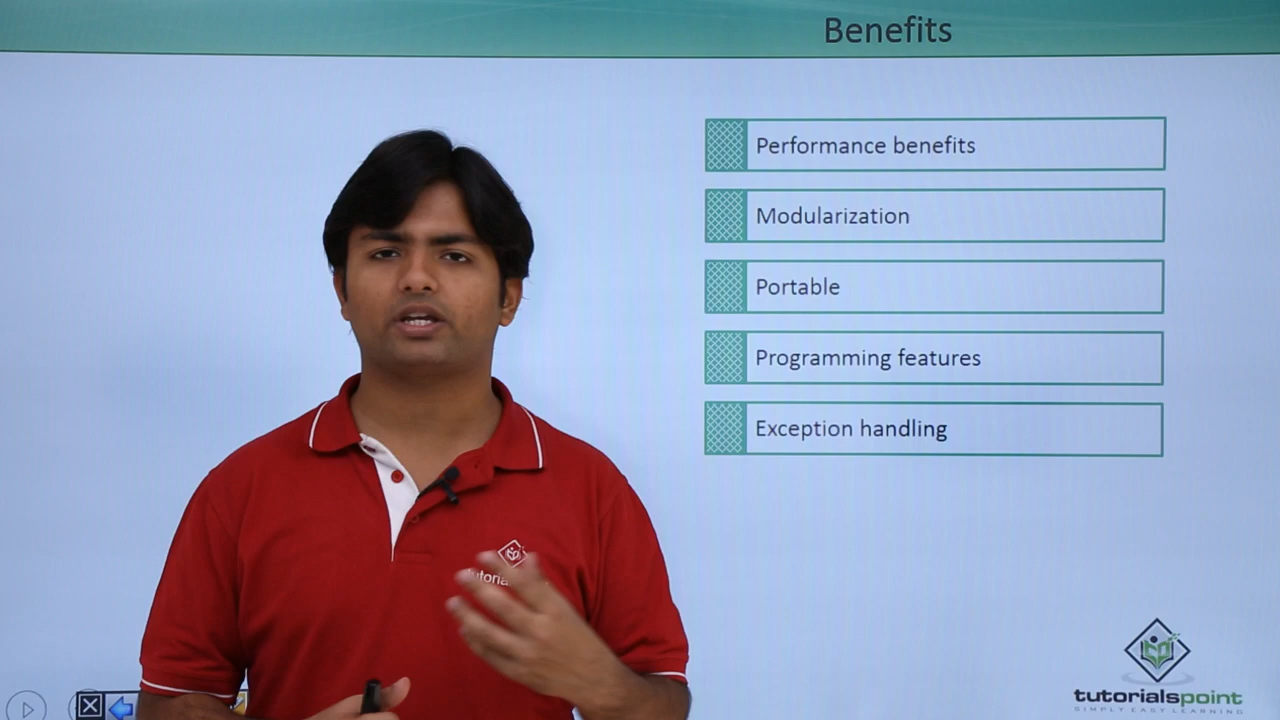 Benefits
Performance benefits
Modularization
Portable
Programming features
Exception handling
tutorialspoint
SIMPLY EASY LEARNING